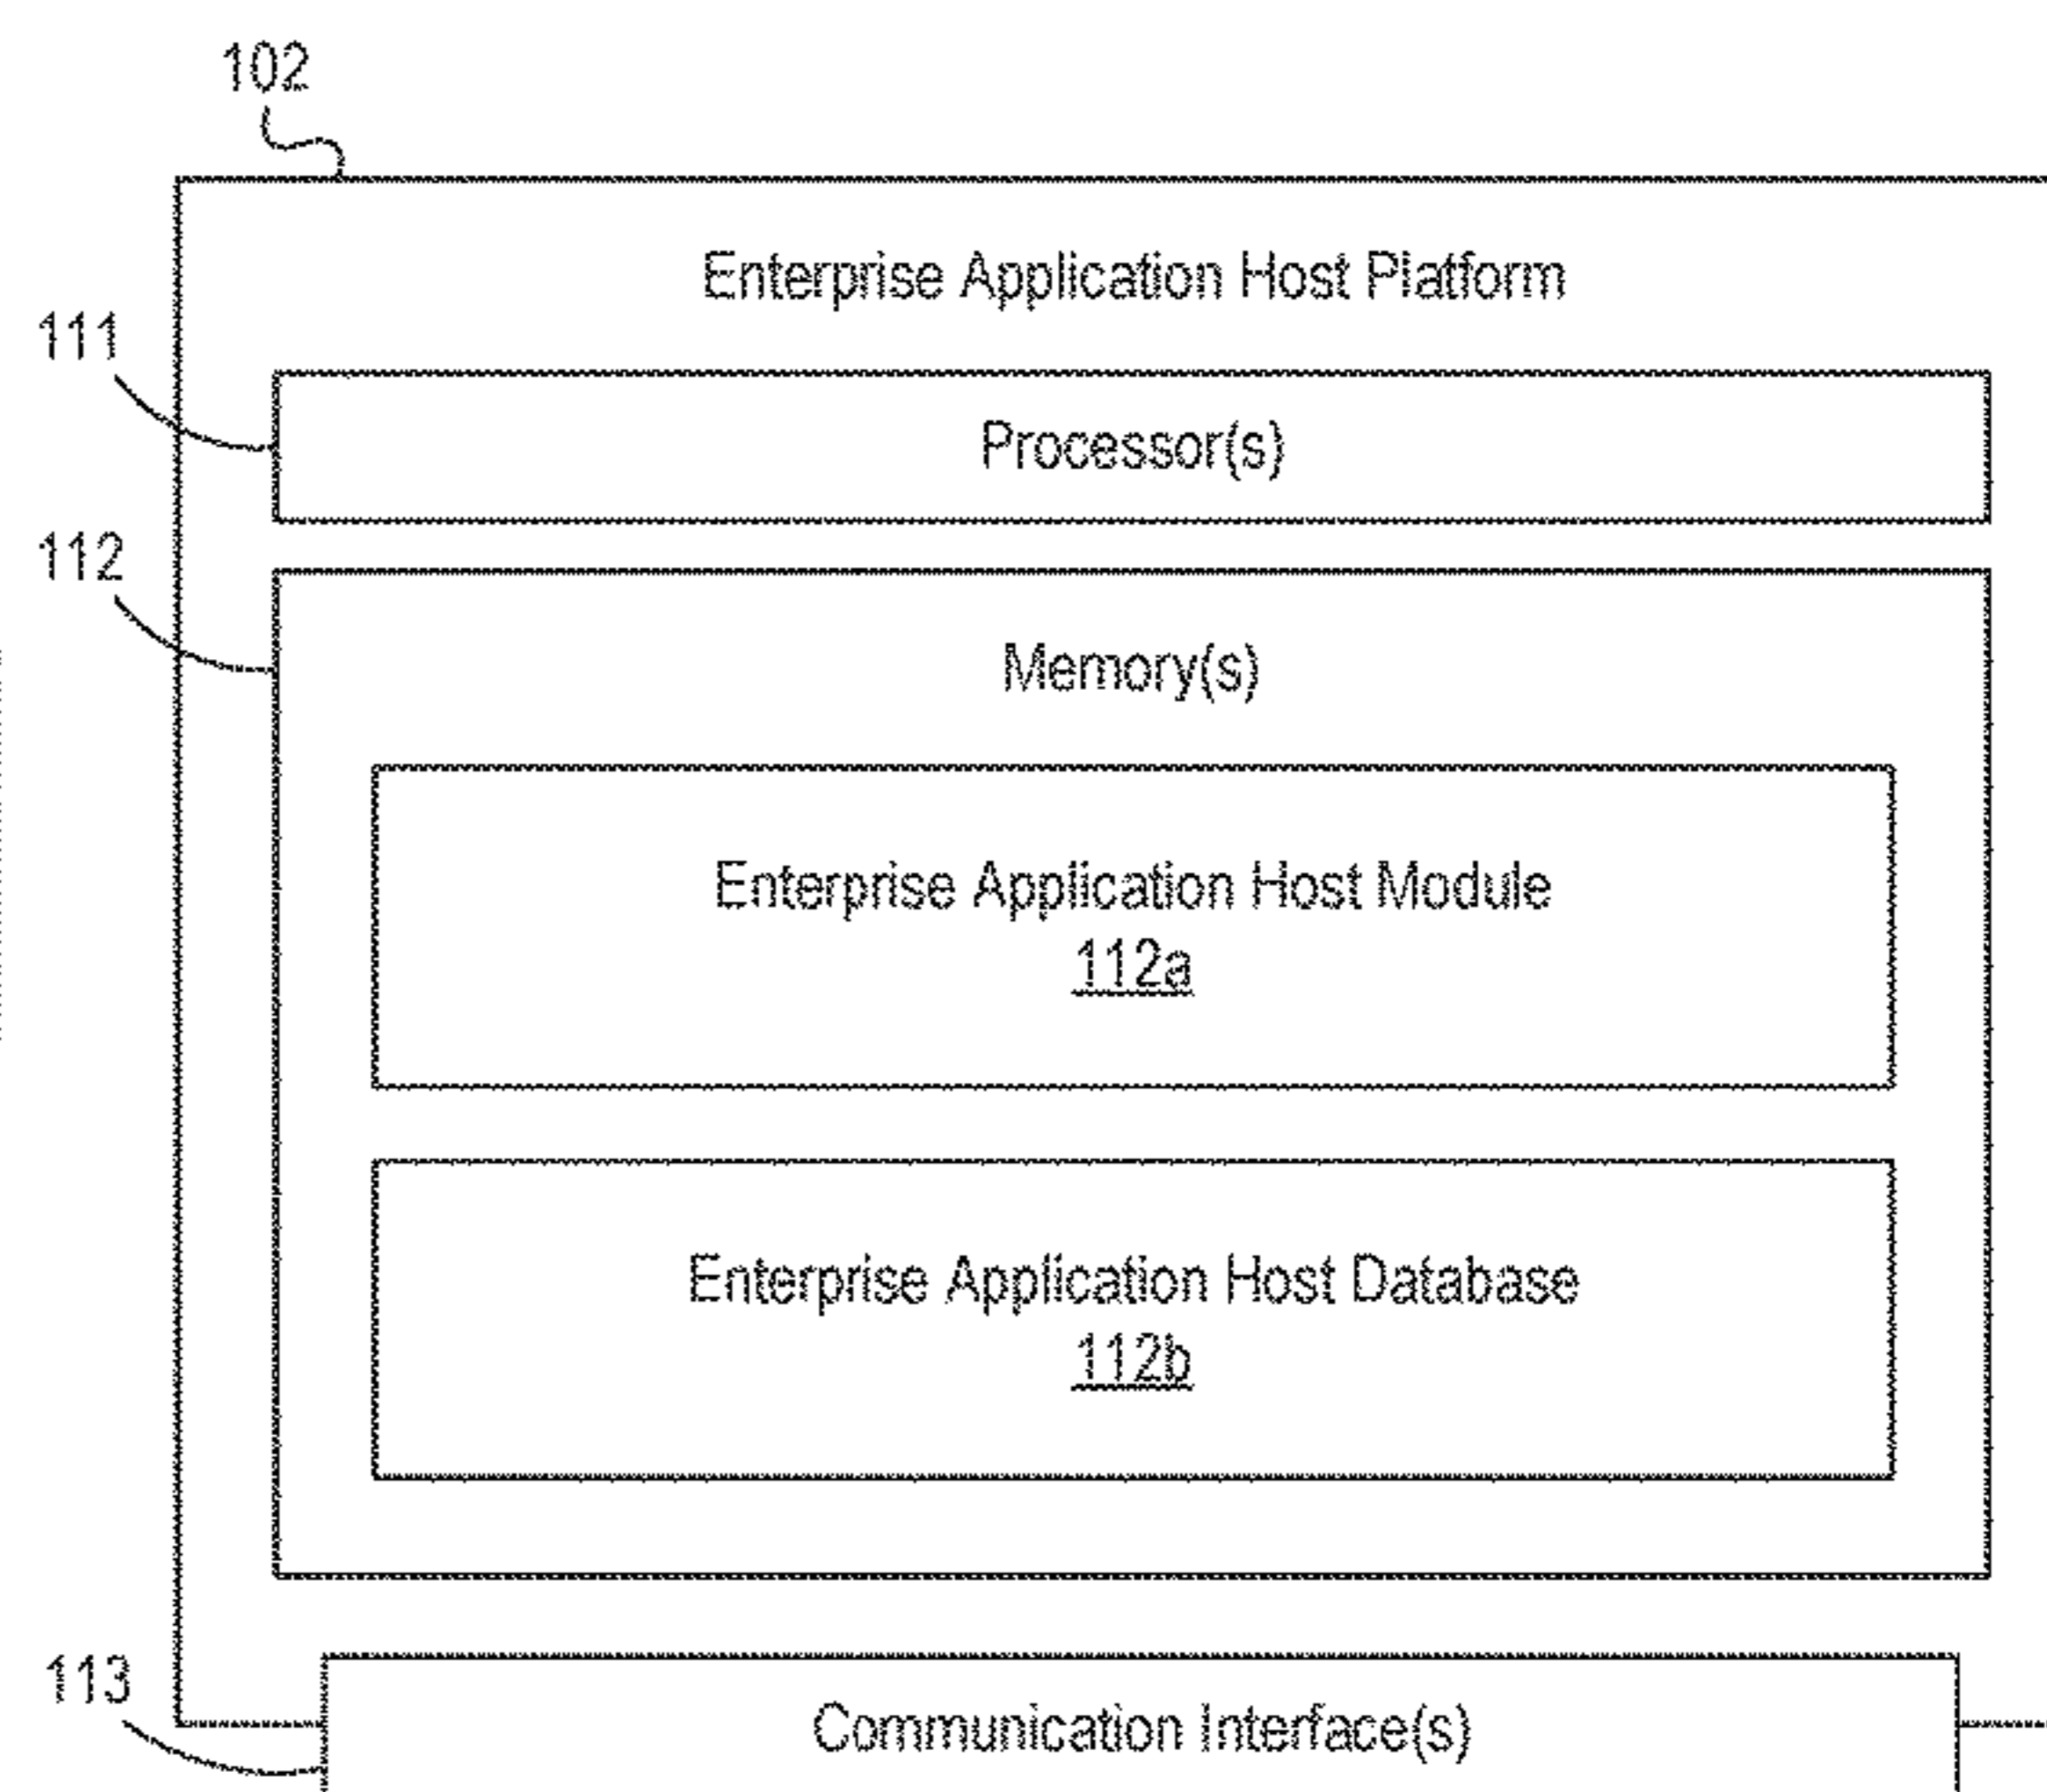 102
Enterprise Application Host Platform
111
Processor(s)
112
Memory(s)
Enterprise Application Host Module
112a
Enterprise Application Host Database
112b
113
Communication Interface(s)